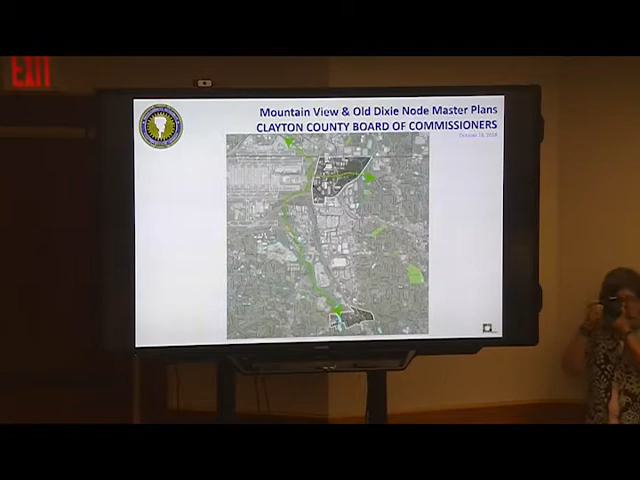 EXIT
Mountain View & Old Dixie Node Master Plans
CLAYTON COUNTY BOARD OF COMMISSIONERS